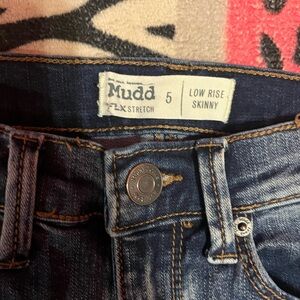 Mudd
FLX STRETCH
5
LOW RISE
SKINNY